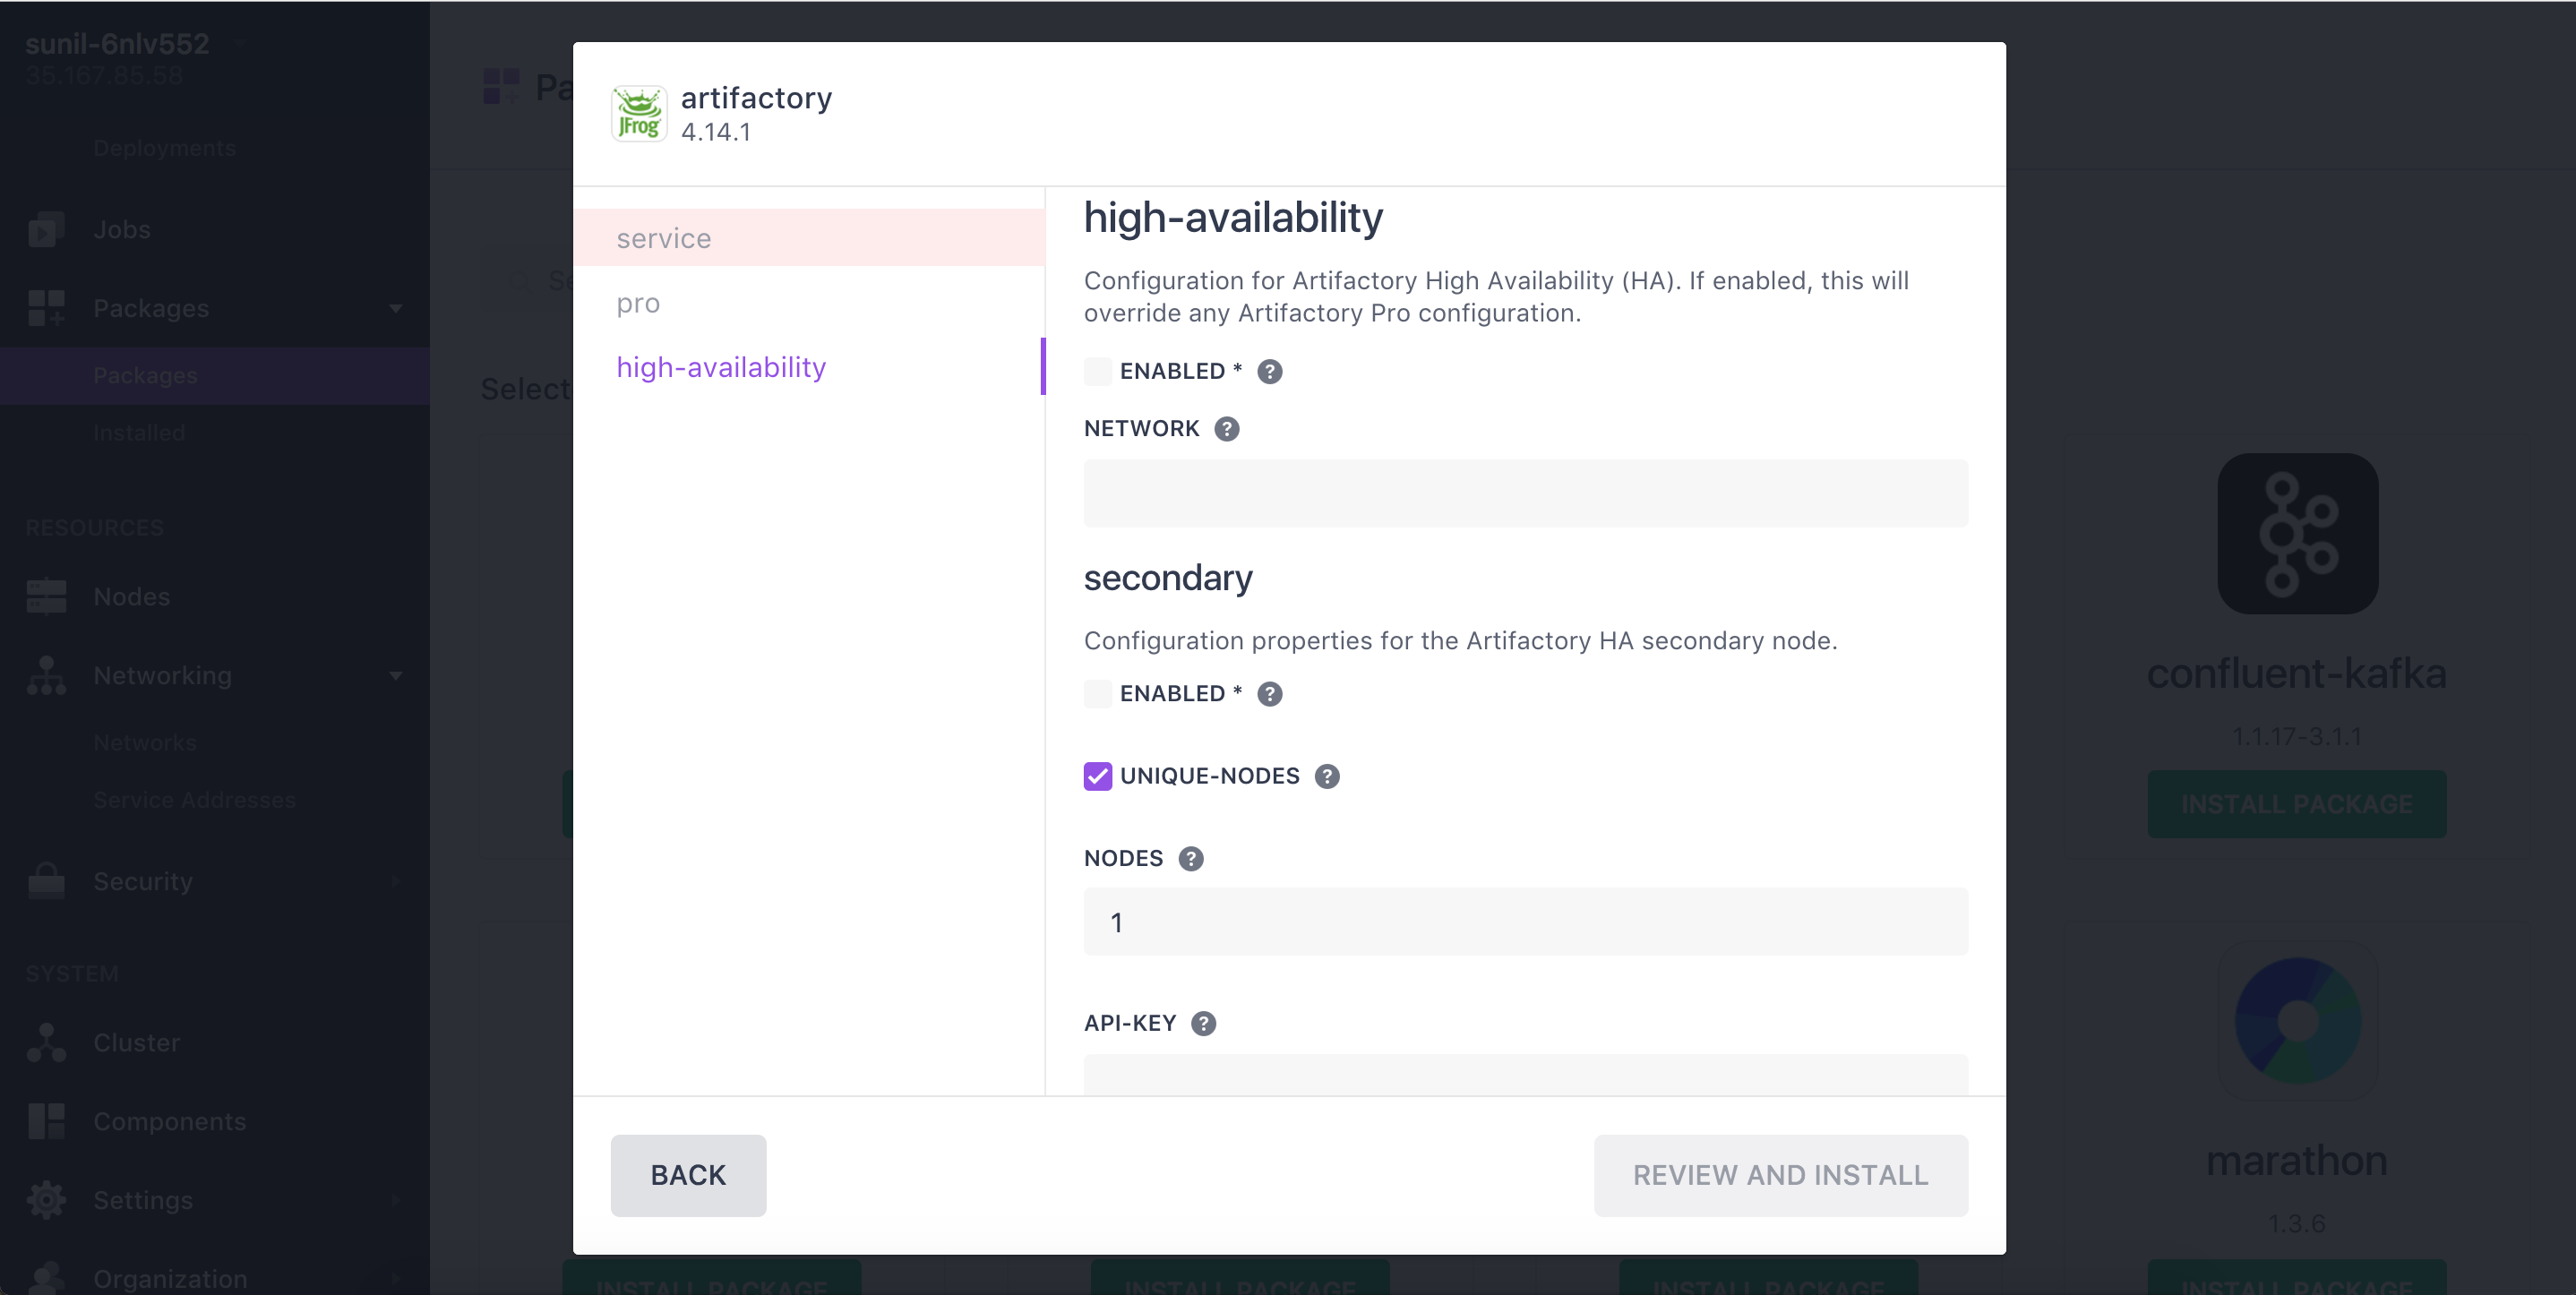 sunil-6nlv552
35.167.85.58
Deployments
Jobs
Packages
Packages
Installed
RESOURCES
Nodes
Networking
Networks
Service Addresses
Security
SYSTEM
Cluster
Components
Settings
Organization
Pa
Se
Select
artifactory
4.14.1
JFrog
service
pro
high-availability
high-availability
Configuration for Artifactory High Availability (HA). If enabled, this will
override any Artifactory Pro configuration.
ENABLED * ?
NETWORK ?
secondary
Configuration properties for the Artifactory HA secondary node.
ENABLED * ?
UNIQUE-NODES ?
NODES ?
1
API-KEY ?
BACK
REVIEW AND INSTALL
confluent-kafka
1.1.17-3.1.1
INSTALL PACKAGE
marathon
1.3.6
INSTALL PACKAGE
INSTALL PACKAGE
INSTALL PACKAGE
INSTALL PACKAGE